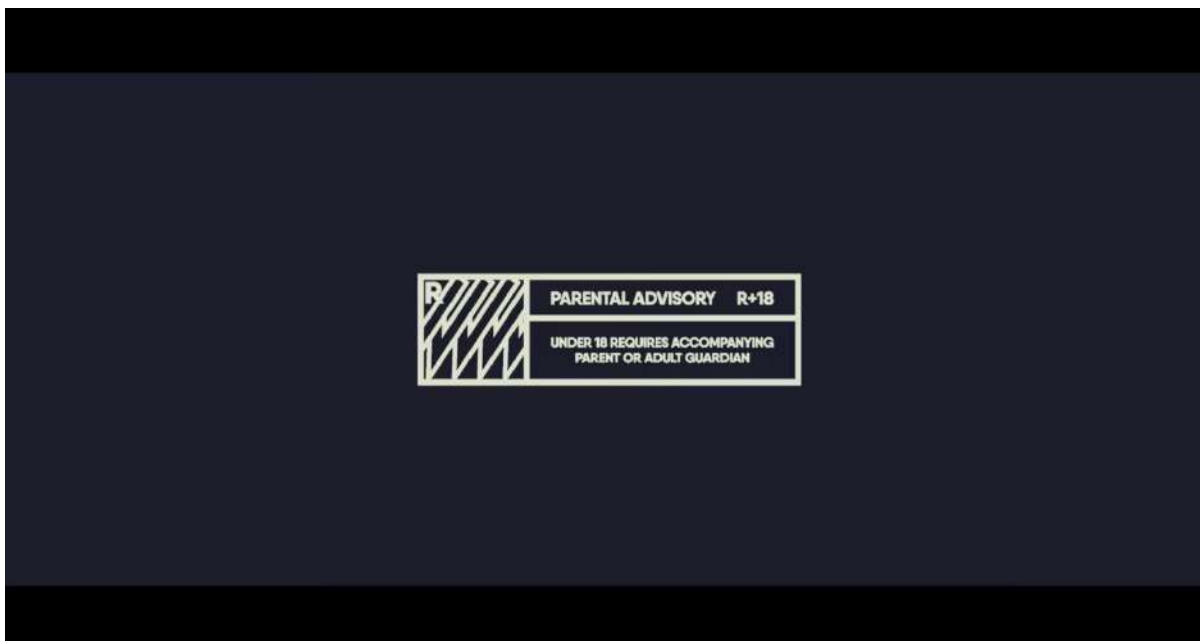 R
PARENTAL ADVISORY R+18
UNDER 18 REQUIRES ACCOMPANYING
PARENT OR ADULT GUARDIAN